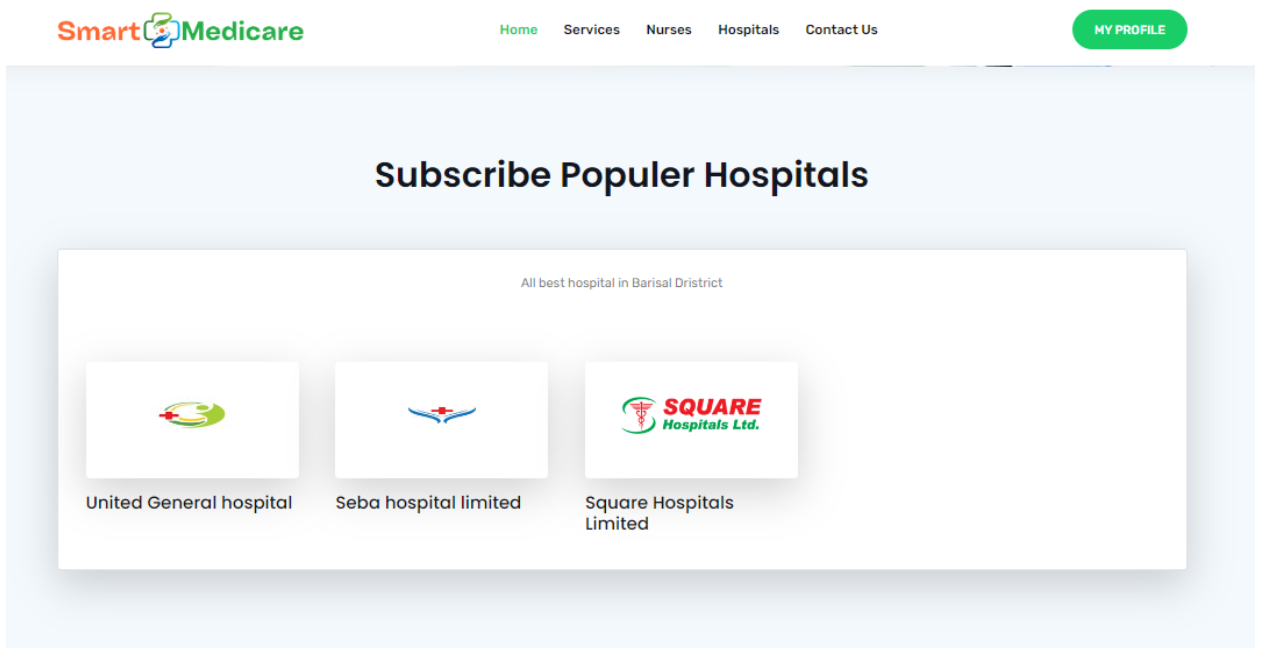 Smart Medicare
Home Services Nurses Hospitals Contact Us
MY PROFILE
Subscribe Populer Hospitals
All best hospital in Barisal Dristrict
SQUARE
Hospitals Ltd.
United General hospital
Seba hospital limited
Square Hospitals
Limited